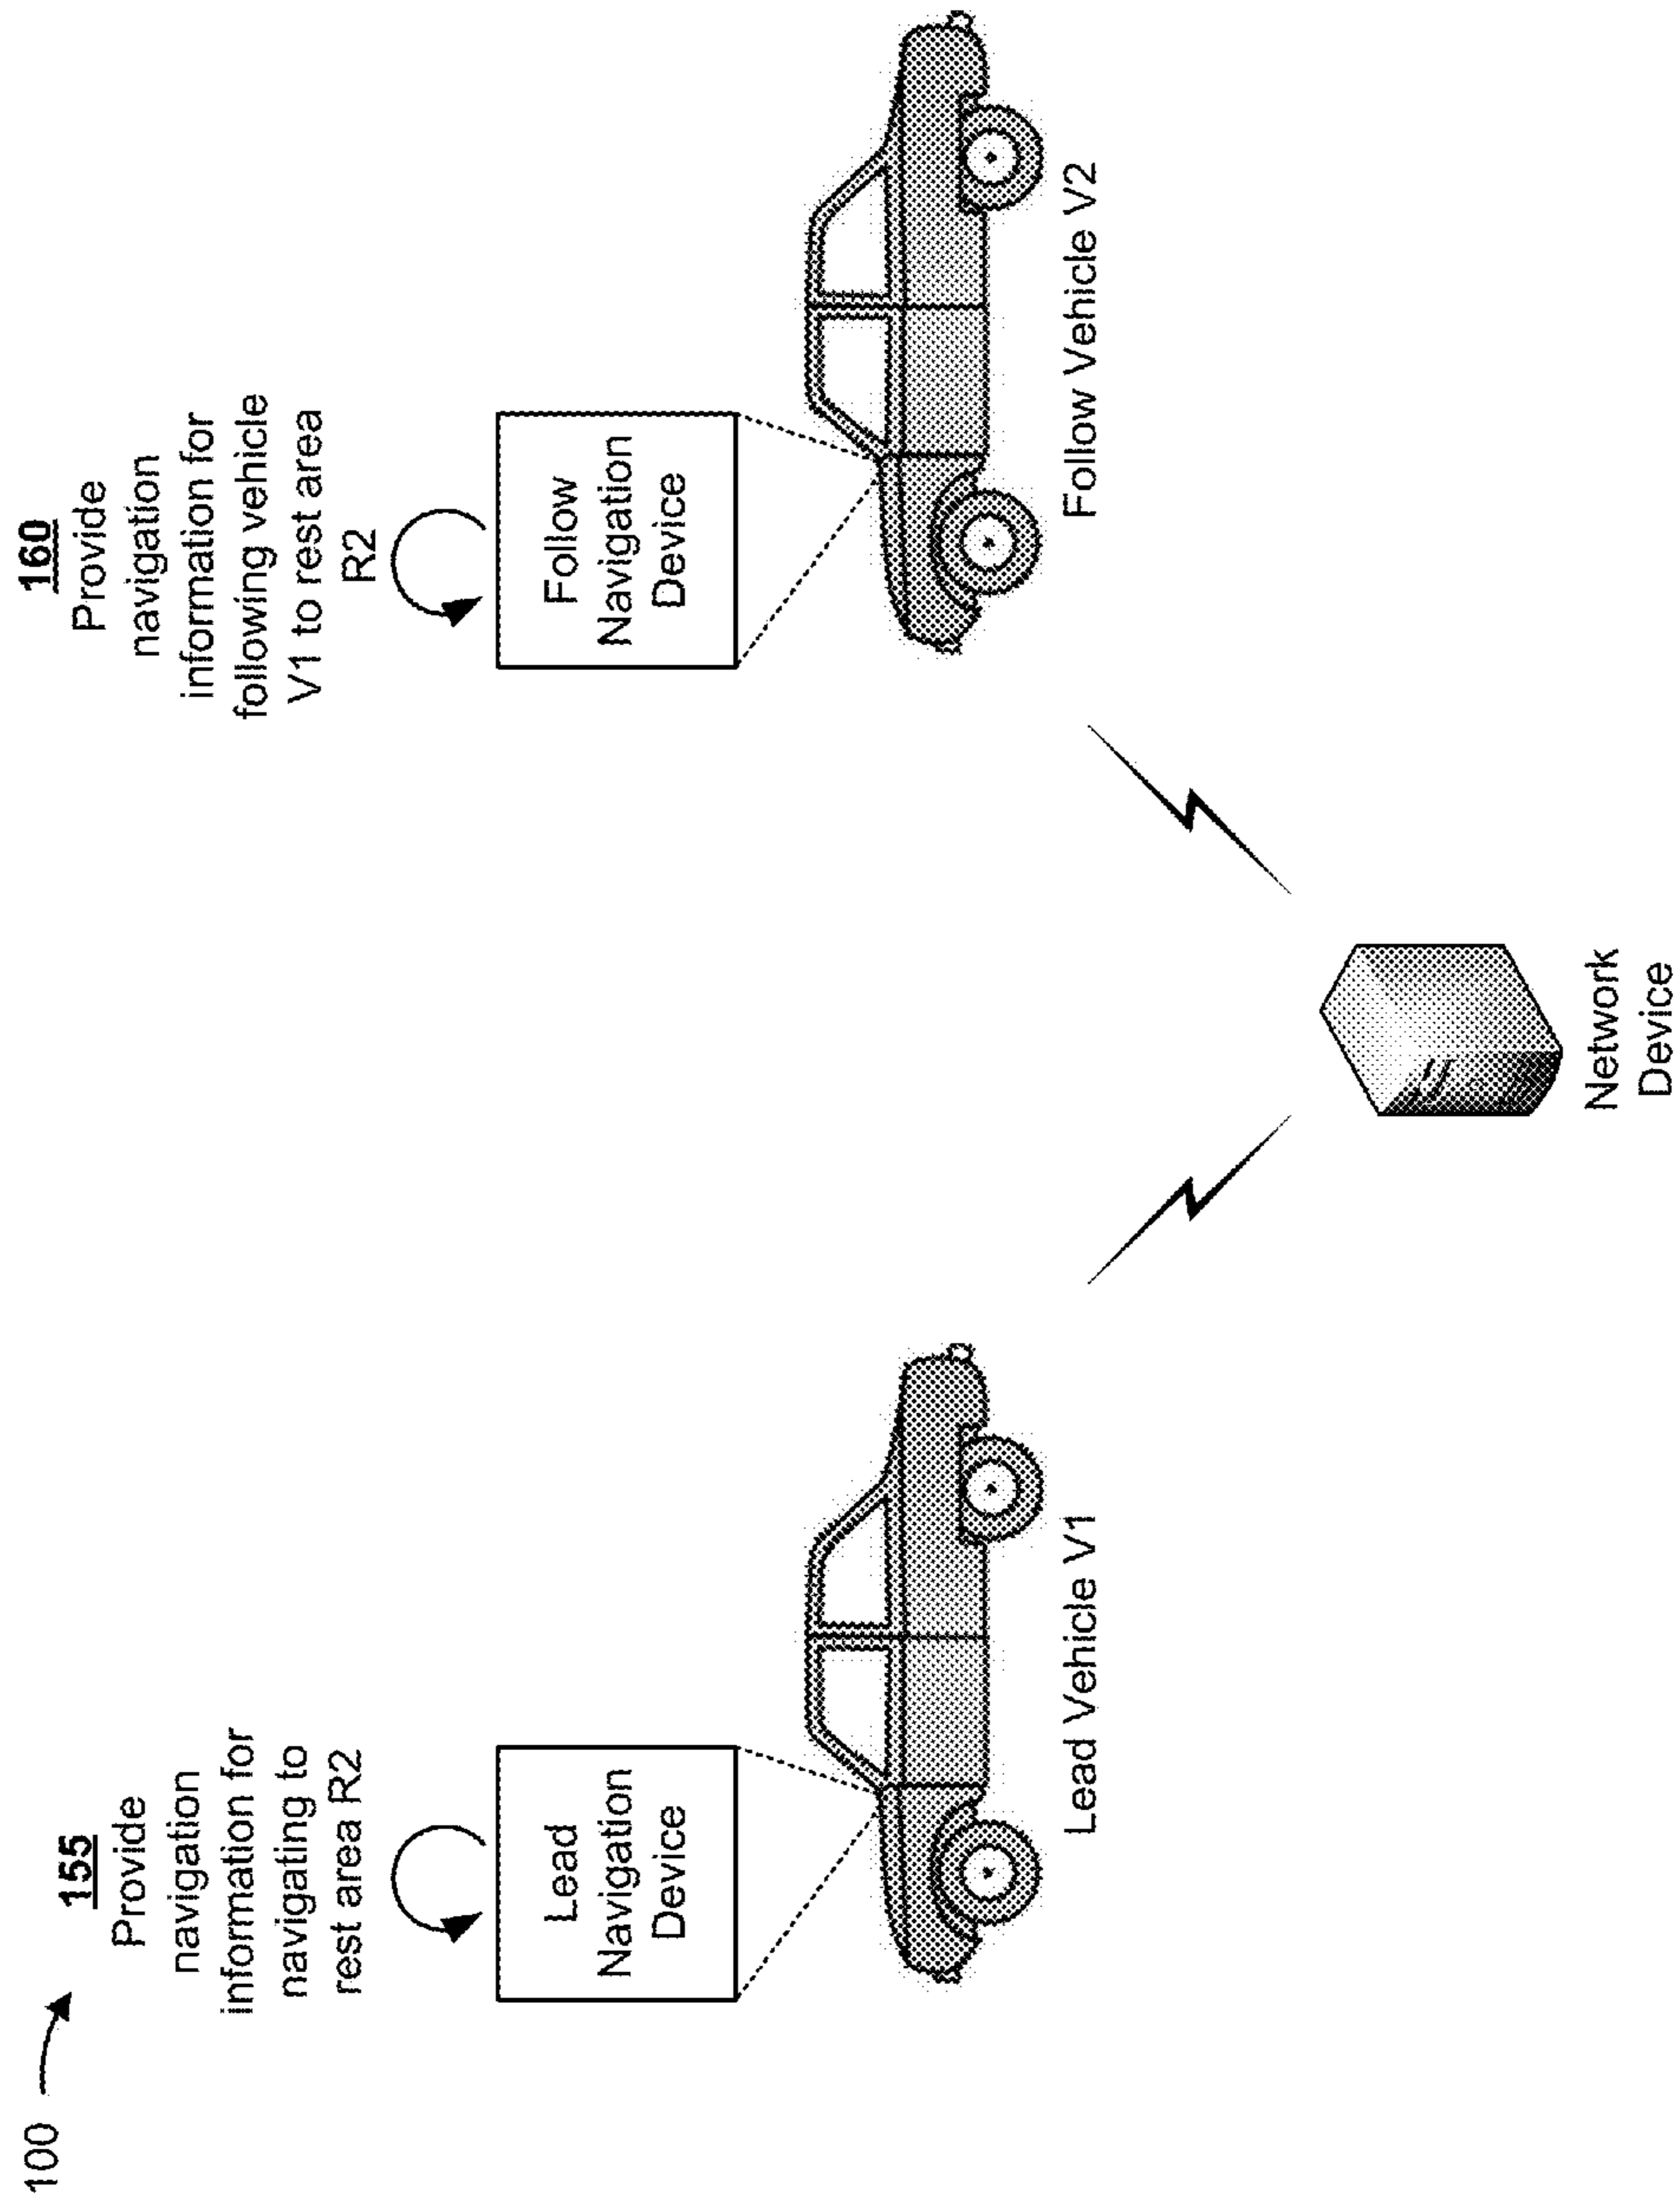 100
155
Provide
navigation
information for
navigating to
rest area R2
Lead
Navigation
Device
Lead Vehicle V1
160
Provide
navigation
information for
following vehicle
V1 to rest area
R2
Follow
Navigation
Device
Follow Vehicle V2
Network
Device